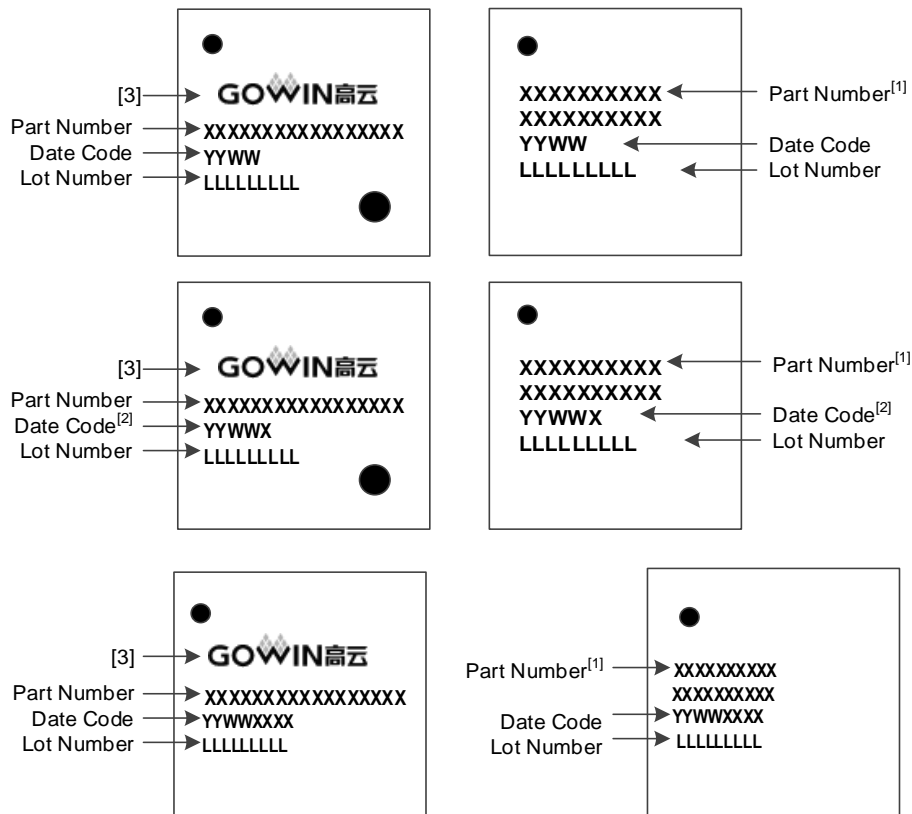 [3] GOWIN高云
Part Number XXXXXXXXXXXXXXXXX
Date Code YYWW
Lot Number LLLLLLLLL
XXXXXXXXXX Part Number[1]
XXXXXXXXXX
YYWW Date Code
LLLLLLLLL Lot Number
[3] GOWIN高云
Part Number XXXXXXXXXXXXXXXXX
Date Code[2] YYWWX
Lot Number LLLLLLLLL
XXXXXXXXXX Part Number[1]
XXXXXXXXXX
YYWWX Date Code[2]
LLLLLLLLL Lot Number
[3] GOWIN高云
Part Number XXXXXXXXXXXXXXXXX
Date Code YYWWXXXX
Lot Number LLLLLLLLL
Part Number[1] XXXXXXXXXX
XXXXXXXXXX
Date Code YYWWXXXX
Lot Number LLLLLLLLL